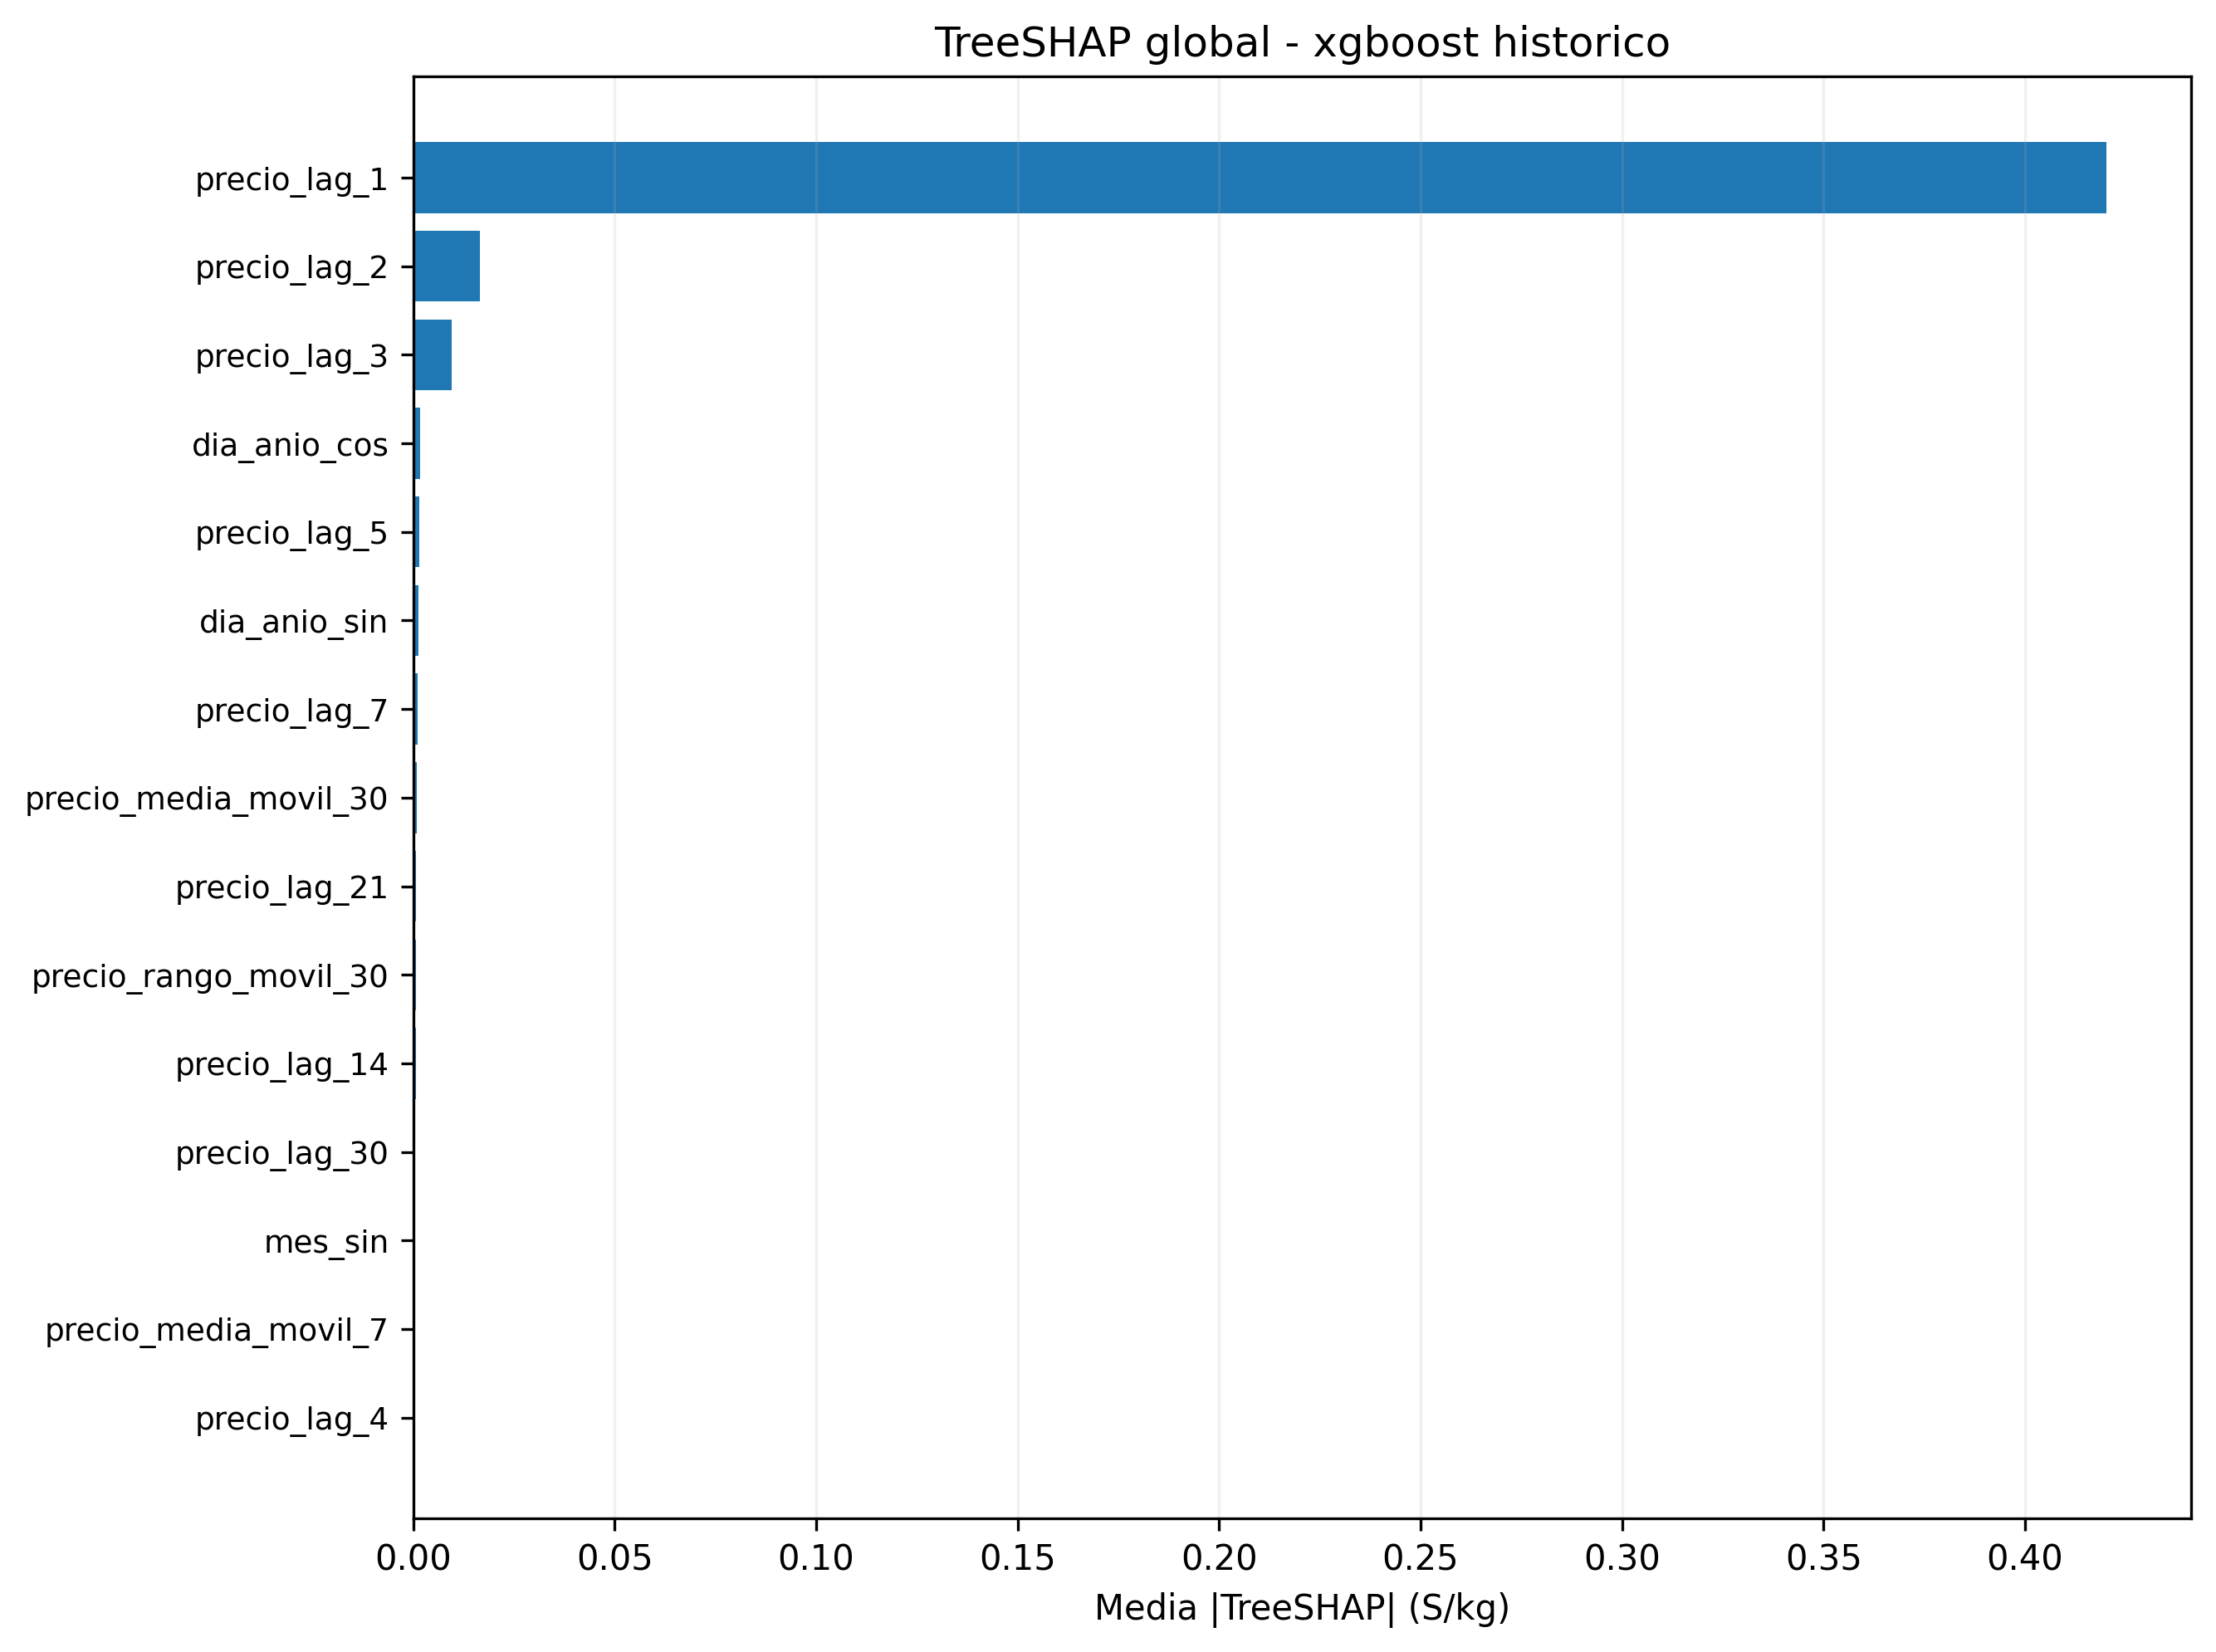 TreeSHAP global - xgboost historico
precio_lag_1
precio_lag_2
precio_lag_3
dia_anio_cos
precio_lag_5
dia_anio_sin
precio_lag_7
precio_media_movil_30
precio_lag_21
precio_rango_movil_30
precio_lag_14
precio_lag_30
mes_sin
precio_media_movil_7
precio_lag_4
0.00 0.05 0.10 0.15 0.20 0.25 0.30 0.35 0.40
Media |TreeSHAP| (S/kg)